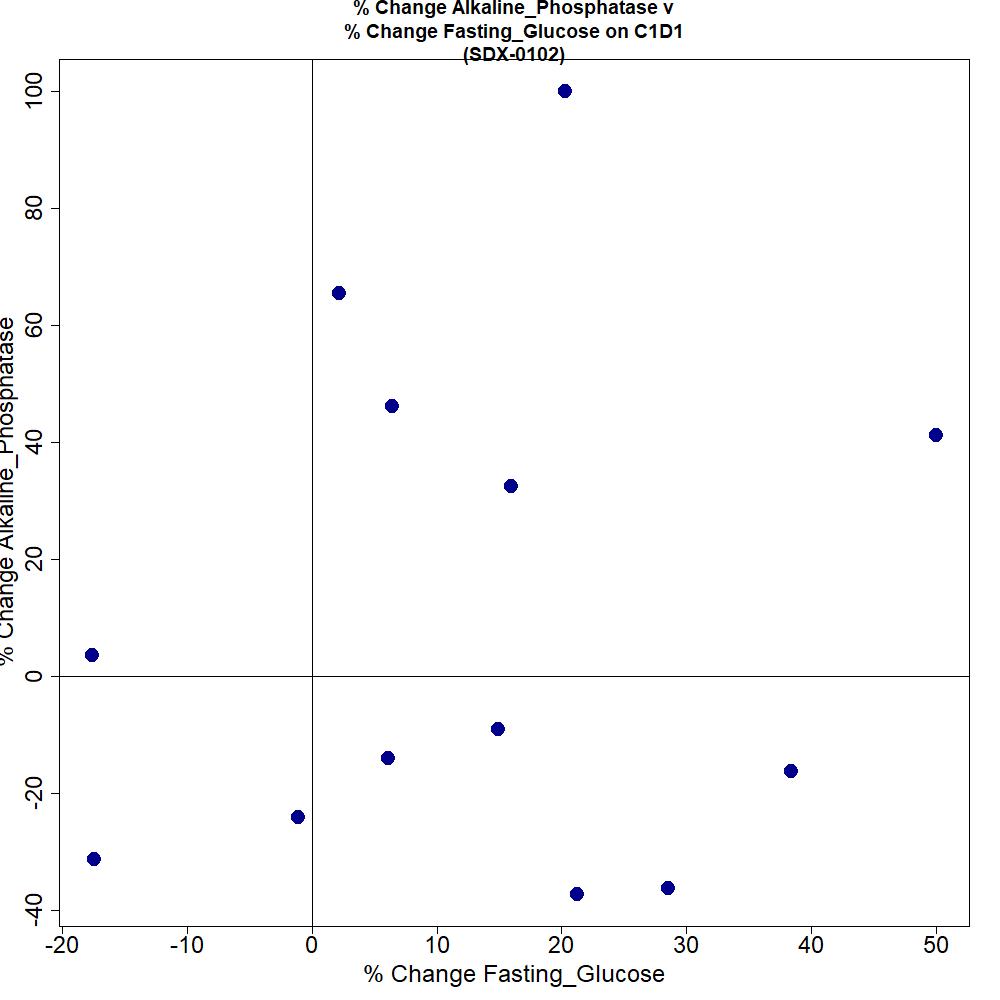 % Change Alkaline_Phosphatase v
% Change Fasting_Glucose on C1D1
(SDX-0102)
% Change Alkaline_Phosphatase
100
80
60
40
20
0
-20
-40
-20 -10 0 10 20 30 40 50
% Change Fasting_Glucose